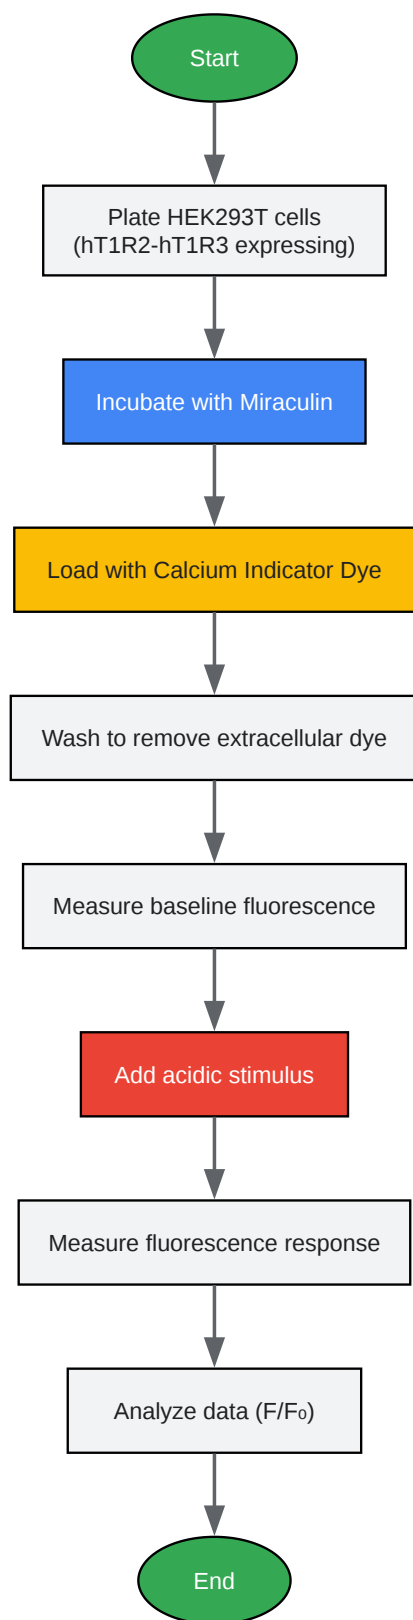 Start
Plate HEK293T cells
(hT1R2-hT1R3 expressing)
Incubate with Miraculin
Load with Calcium Indicator Dye
Wash to remove extracellular dye
Measure baseline fluorescence
Add acidic stimulus
Measure fluorescence response
Analyze data (F/F₀)
End